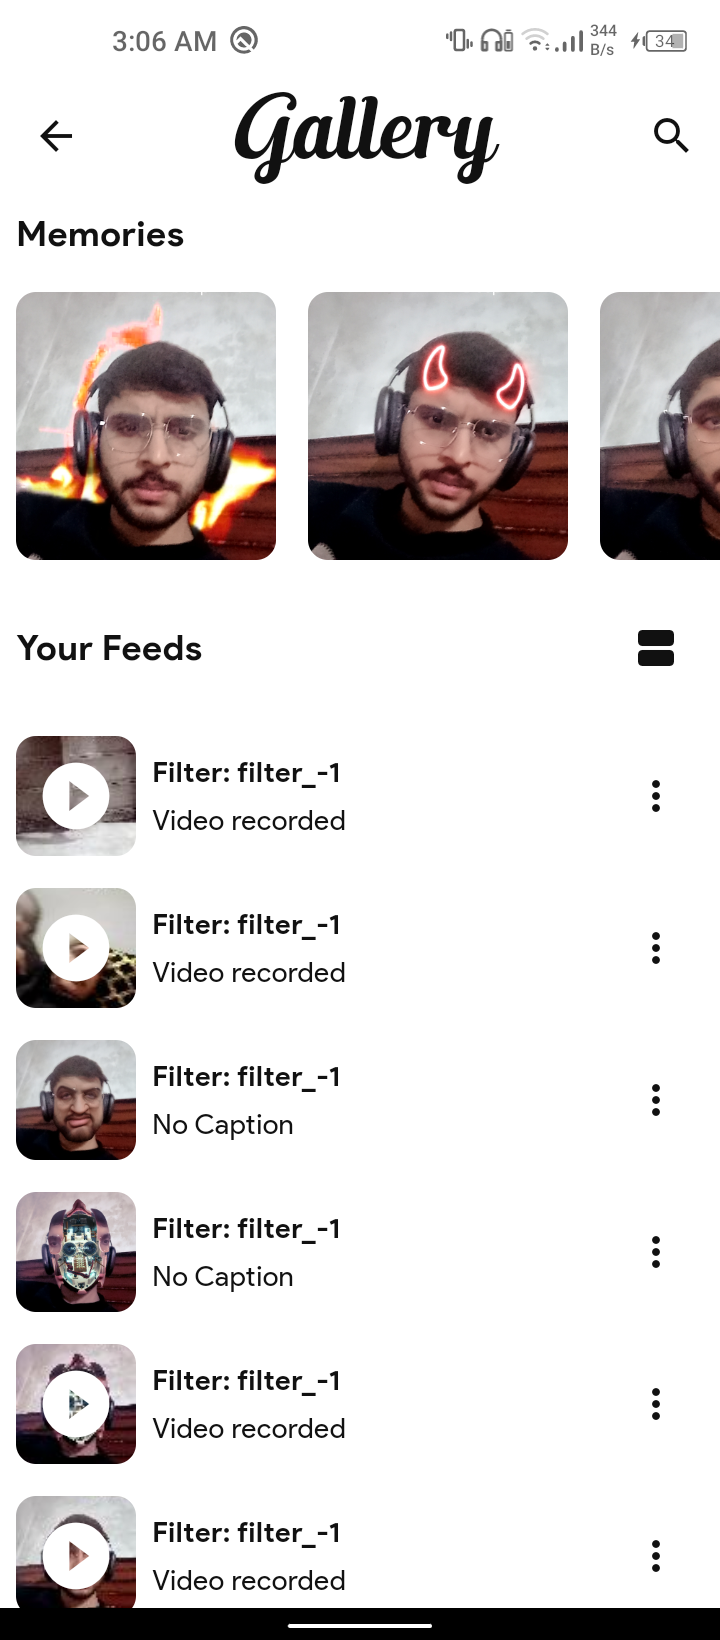 3:06 AM
344
B/s
34
Gallery
Memories
Your Feeds
Filter: filter_-1
Video recorded
Filter: filter_-1
Video recorded
Filter: filter_-1
No Caption
Filter: filter_-1
No Caption
Filter: filter_-1
Video recorded
Filter: filter_-1
Video recorded